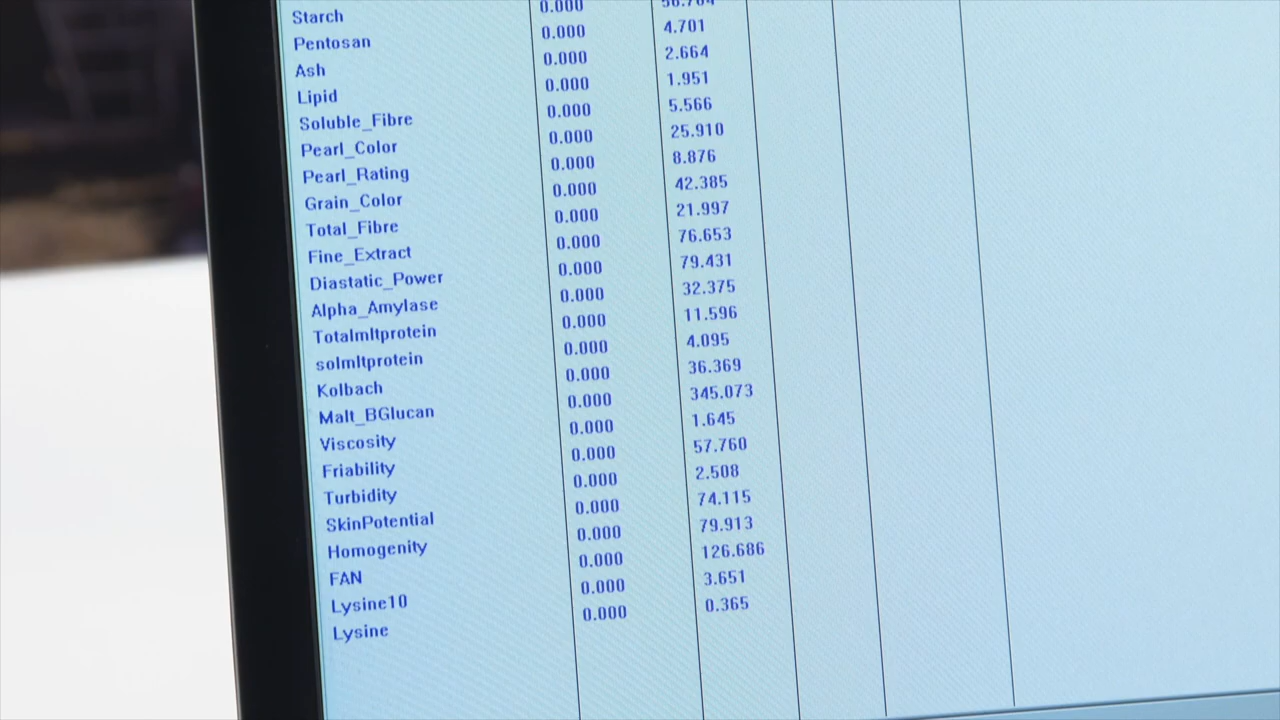 Starch 0.000
Pentosan 0.000 4.701
Ash 0.000 2.664
Lipid 0.000 1.951
Soluble_Fibre 0.000 5.566
Pearl_Color 0.000 25.910
Pearl_Rating 0.000 8.876
Grain_Color 0.000 42.385
Total_Fibre 0.000 21.997
Fine_Extract 0.000 76.653
Diastatic_Power 0.000 79.431
Alpha_Amylase 0.000 32.375
Totalmltprotein 0.000 11.596
solmltprotein 0.000 4.095
Kolbach 0.000 36.369
Malt_BGlucan 0.000 345.073
Viscosity 0.000 1.645
Friability 0.000 57.760
Turbidity 0.000 2.508
SkinPotential 0.000 74.115
Homogenity 0.000 79.913
FAN 0.000 126.686
Lysine10 0.000 3.651
Lysine 0.000 0.365